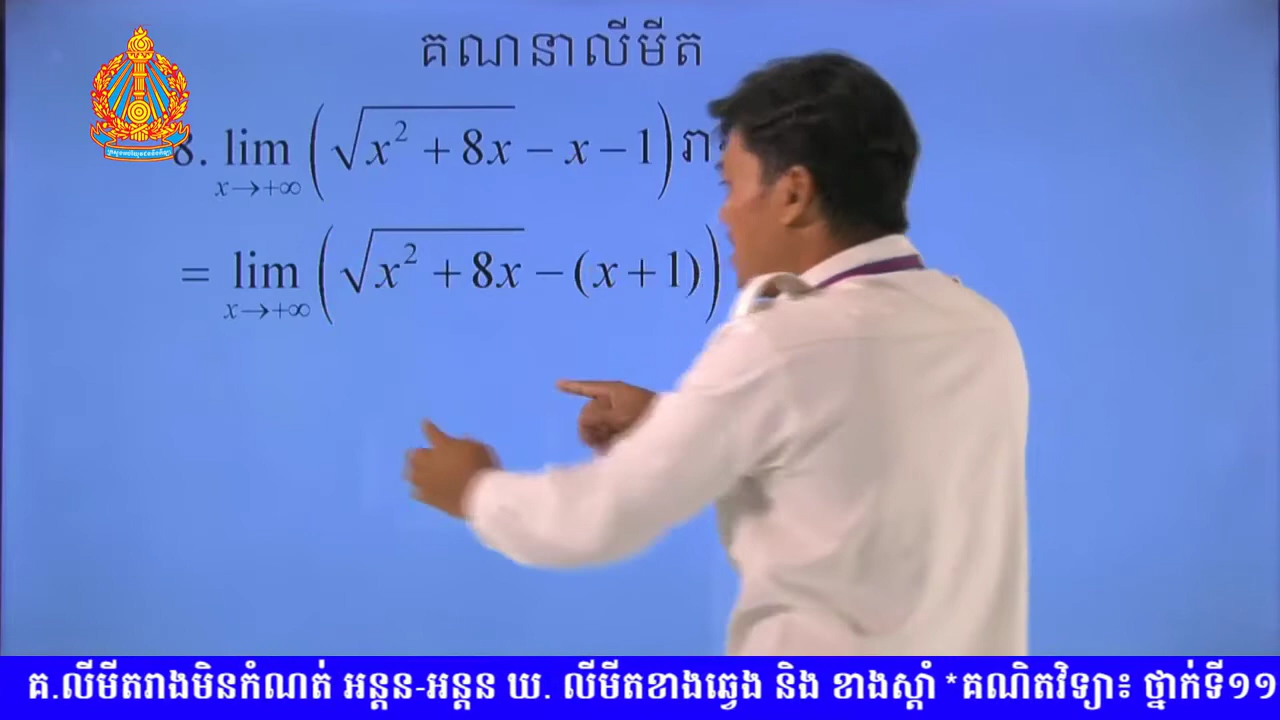 គណនាលីមីត
8. lim x→+∞ (√(x² + 8x) − x − 1) រា
= lim x→+∞ (√(x² + 8x) − (x + 1))
គ.លីមីតរាងមិនកំណត់ អនន្ត-អនន្ត ឃ. លីមីតខាងឆ្វេង និង ខាងស្តាំ *គណិតវិទ្យា៖ ថ្នាក់ទី១១